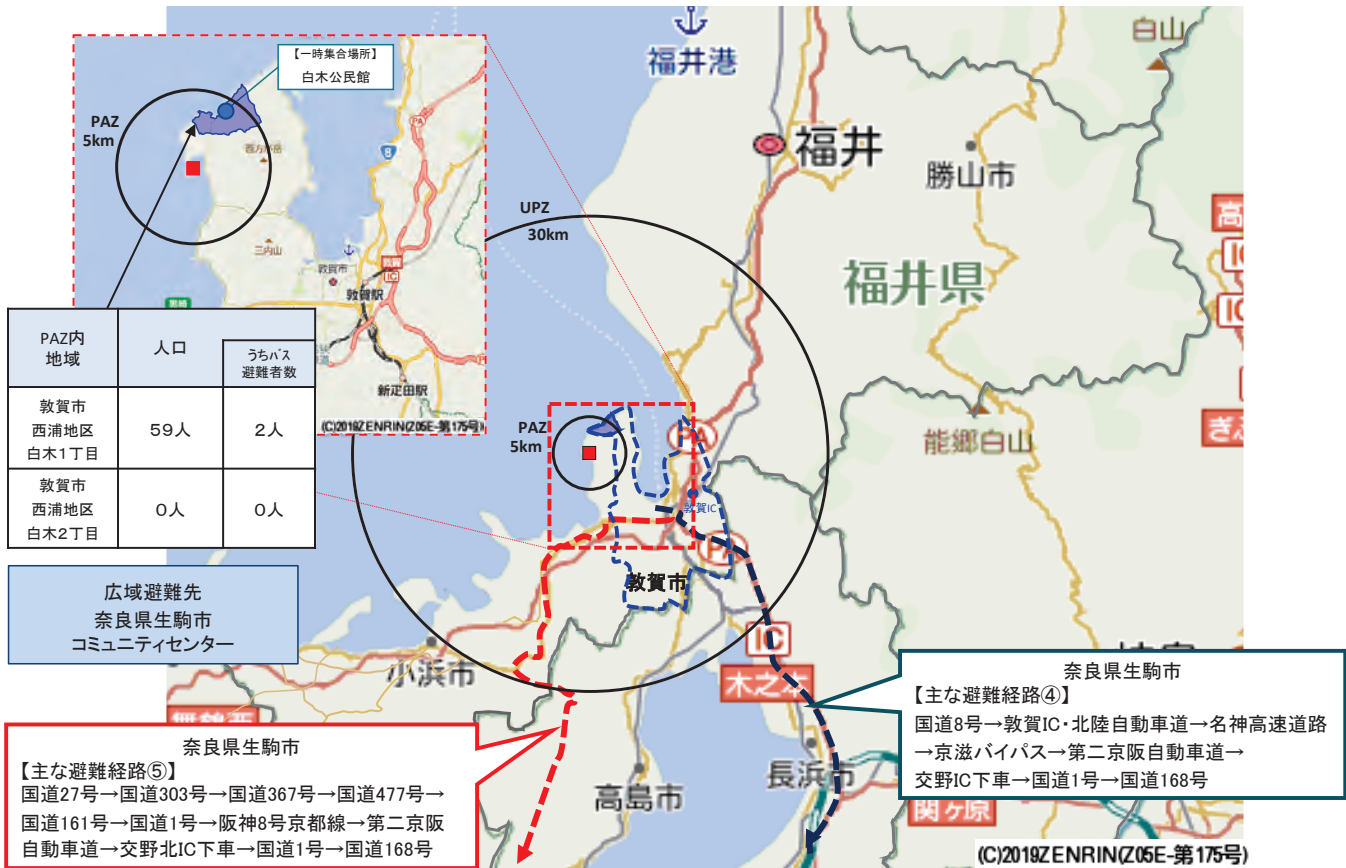 福井港
白山
福井
勝山市
福井県
能郷白山
【一時集合場所】
白木公民館
PAZ
5km
西方ヶ岳
三内山
8
PA
敦賀市
敦賀
IC
敦賀駅
新疋田駅
(C)2019ZENRIN(Z05E-第175号)
UPZ
30km
PAZ
5km
PA
敦賀IC
PA
敦賀市
小浜市
IC
木之本
長浜市
高島市
関ヶ原
PAZ内
地域
人口
うちバス
避難者数
敦賀市
西浦地区
白木1丁目
59人
2人
敦賀市
西浦地区
白木2丁目
0人
0人
広域避難先
奈良県生駒市
コミュニティセンター
奈良県生駒市
【主な避難経路⑤】
国道27号→国道303号→国道367号→国道477号→
国道161号→国道1号→阪神8号京都線→第二京阪
自動車道→交野北IC下車→国道1号→国道168号
奈良県生駒市
【主な避難経路④】
国道8号→敦賀IC・北陸自動車道→名神高速道路
→京滋バイパス→第二京阪自動車道→
交野IC下車→国道1号→国道168号
(C)2019ZENRIN(Z05E-第175号)